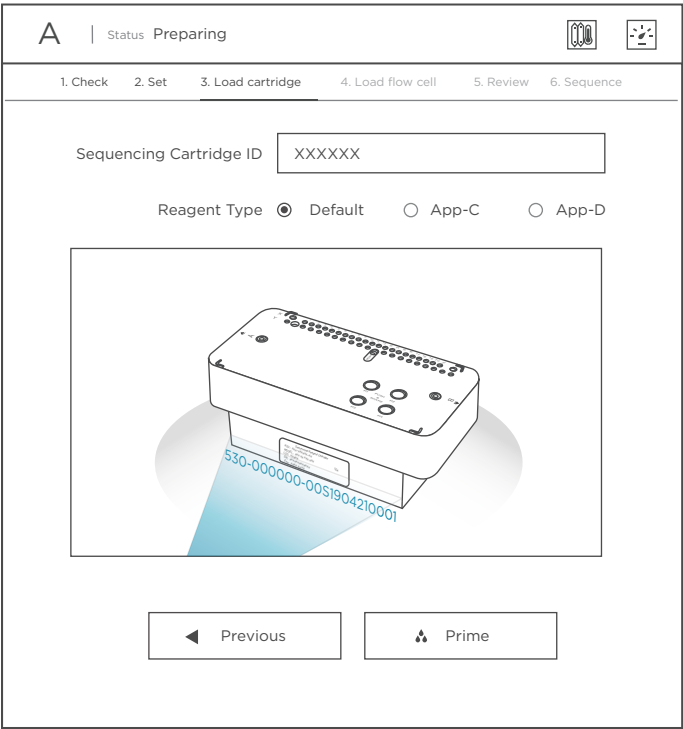 A | Status Preparing
1. Check 2. Set 3. Load cartridge 4. Load flow cell 5. Review 6. Sequence
Sequencing Cartridge ID XXXXXX
Reagent Type Default App-C App-D
530-000000-00S1904210001
Previous Prime